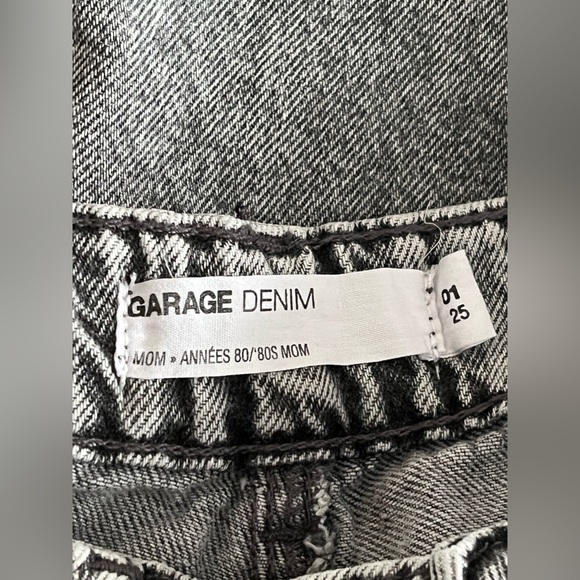 GARAGE DENIM
MOM » ANNÉES 80/'80S MOM
01
25